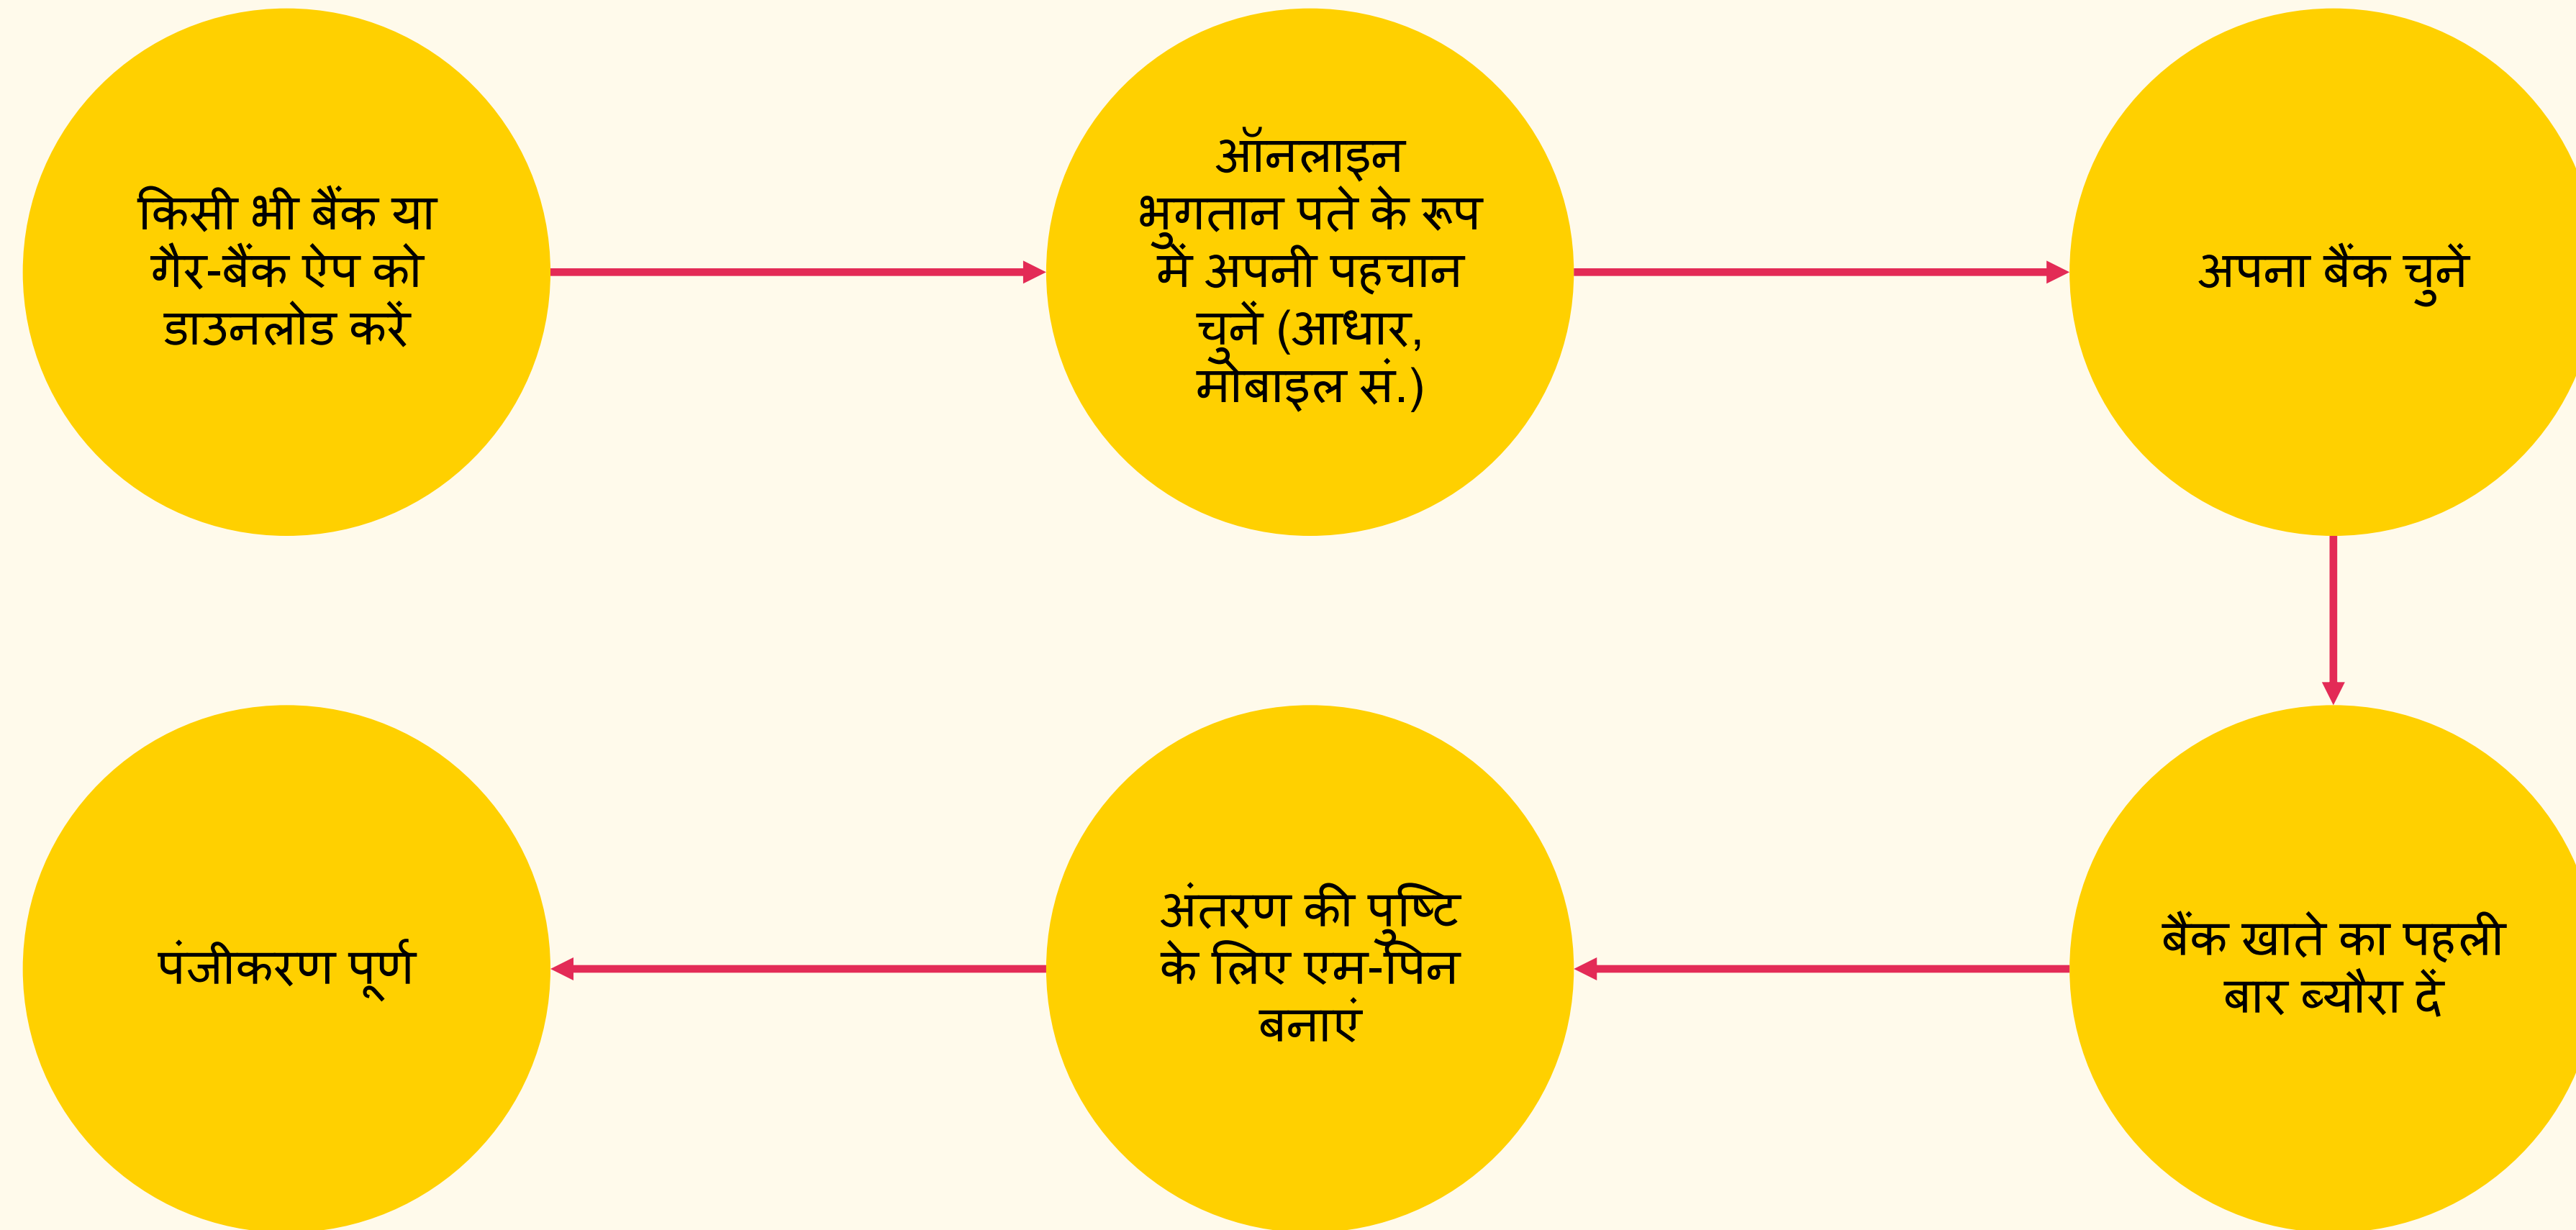 किसी भी बैंक या
गैर-बैंक ऐप को
डाउनलोड करें
ऑनलाइन
भुगतान पते के रूप
में अपनी पहचान
चुनें (आधार,
मोबाइल सं.)
अपना बैंक चुनें
बैंक खाते का पहली
बार ब्यौरा दें
अंतरण की पुष्टि
के लिए एम-पिन
बनाएं
पंजीकरण पूर्ण